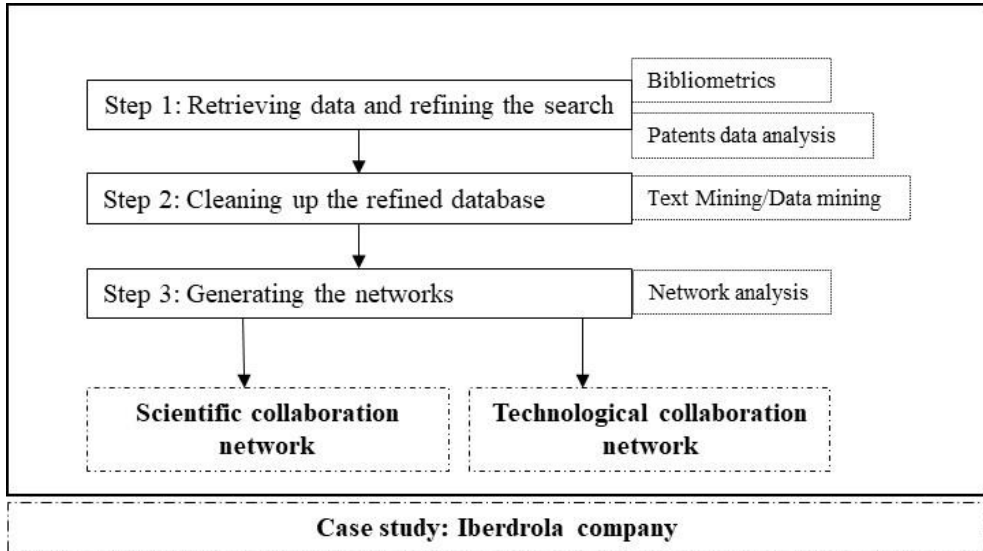 Bibliometrics
Step 1: Retrieving data and refining the search
Patents data analysis
Step 2: Cleaning up the refined database
Text Mining/Data mining
Step 3: Generating the networks
Network analysis
Scientific collaboration
network
Technological collaboration
network
Case study: Iberdrola company